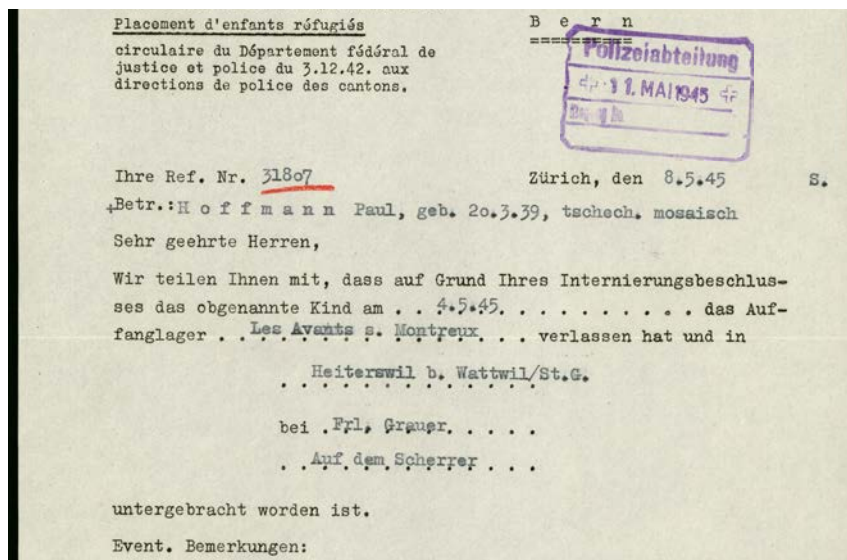 Placement d'enfants réfugiés
circulaire du Département fédéral de
justice et police du 3.12.42. aux
directions de police des cantons.
B e r n
===========
Polizeiabteilung
11. MAI 1945
Ihre Ref. Nr. 31807
Zürich, den 8.5.45 S.
+Betr.: H o f f m a n n Paul, geb. 20.3.39, tschech. mosaisch
Sehr geehrte Herren,
Wir teilen Ihnen mit, dass auf Grund Ihres Internierungsbeschlus-
ses das obgenannte Kind am . . 4.5.45. . . . . . . . . . . das Auf-
fanglager . . Les Avants s. Montreux. . . verlassen hat und in
Heiterswil b. Wattwil/St.G.
bei .Frl. Grauer. . . . .
. . Auf dem Scherrer . . .
untergebracht worden ist.
Event. Bemerkungen: